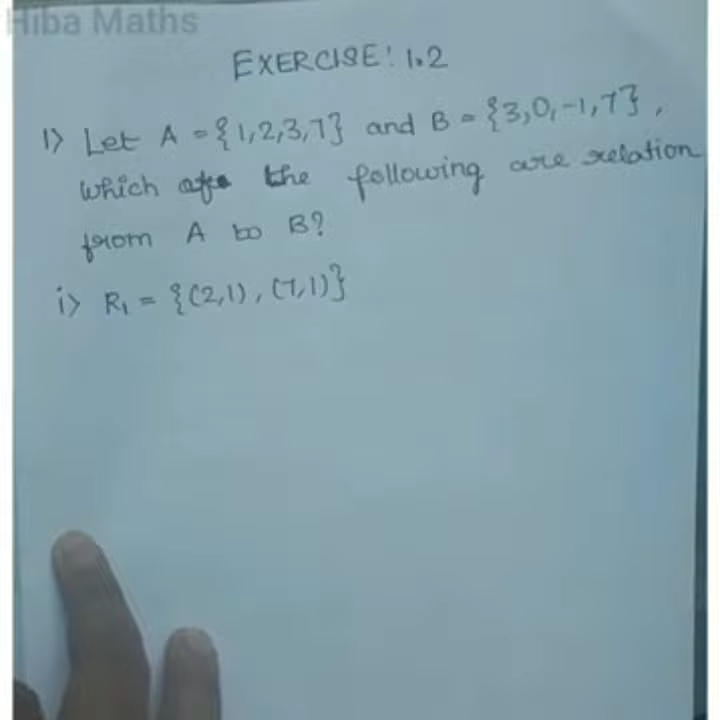 Hiba Maths
EXERCISE: 1.2
1) Let A = {1,2,3,7} and B = {3,0,-1,7},
which the following are relation
from A to B?
i) R₁ = {(2,1), (7,1)}